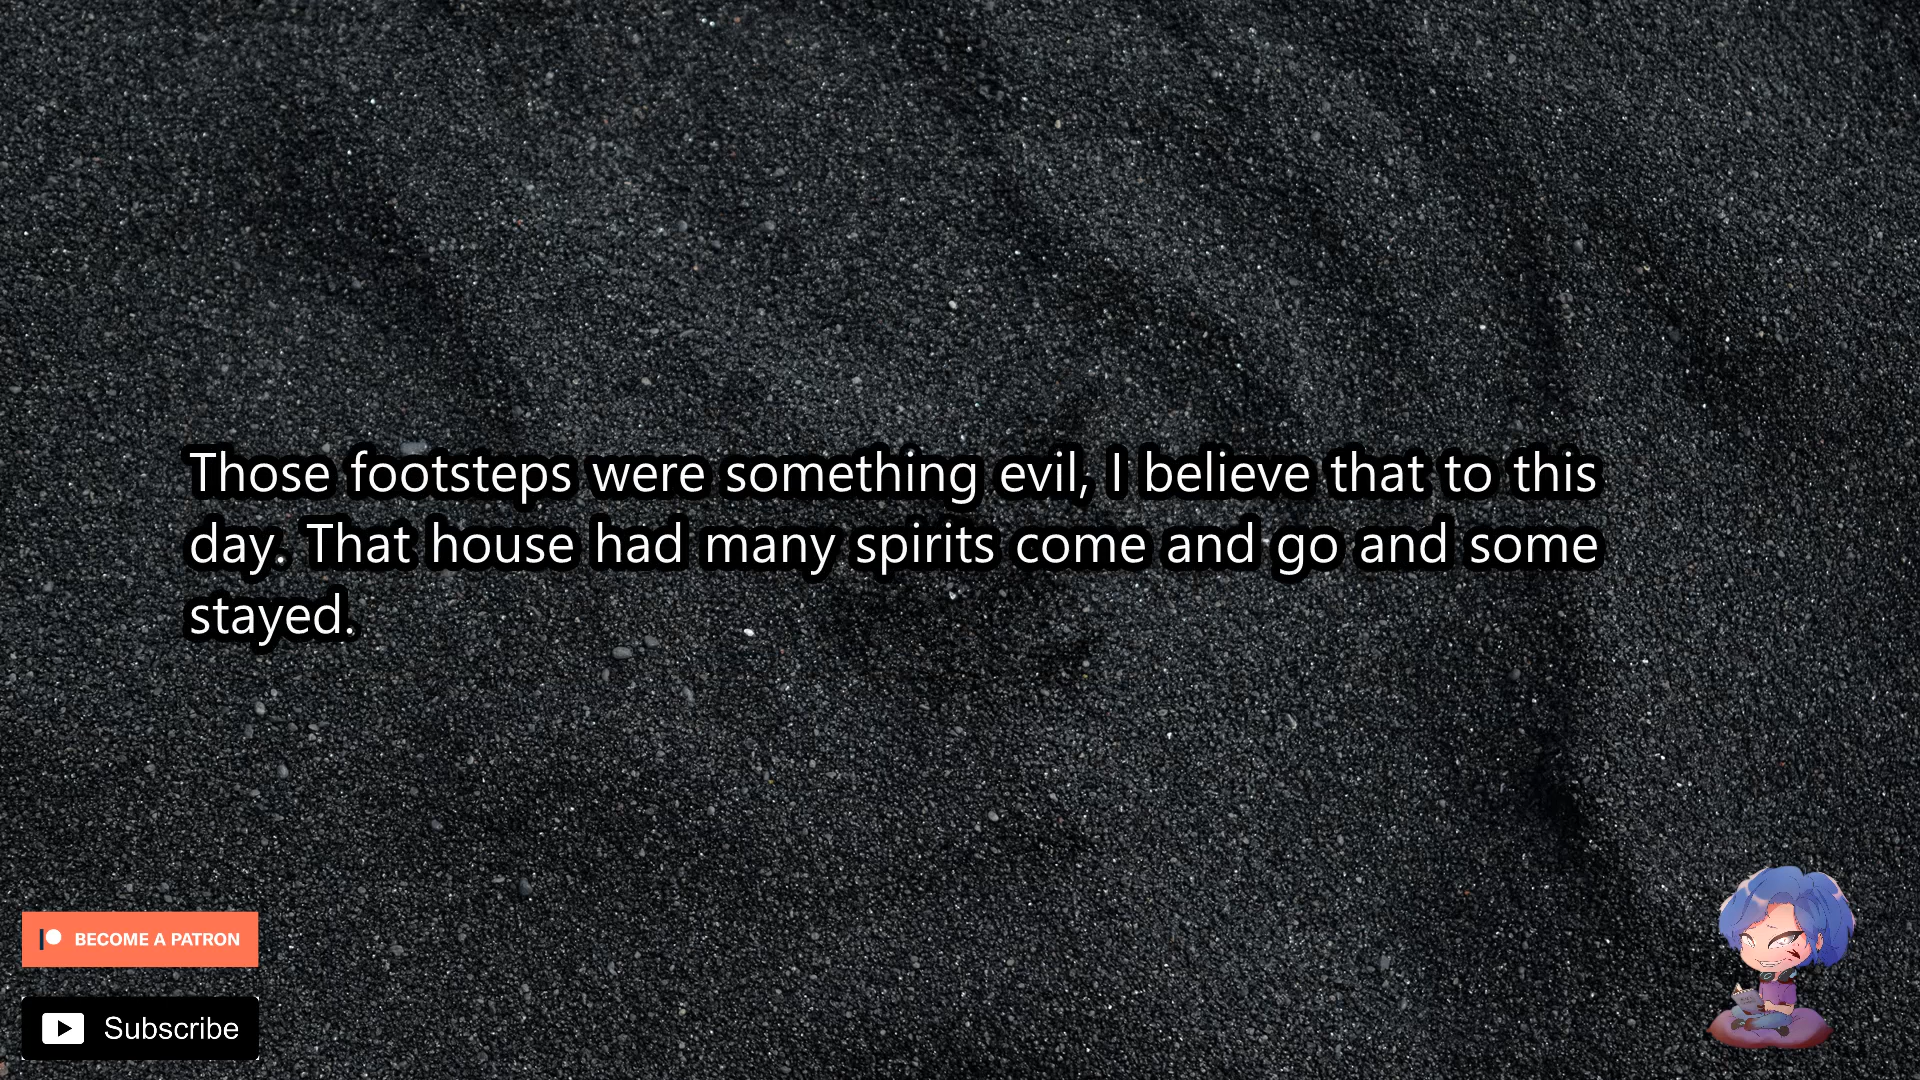 Those footsteps were something evil, I believe that to this
day. That house had many spirits come and go and some
stayed.
BECOME A PATRON
Subscribe